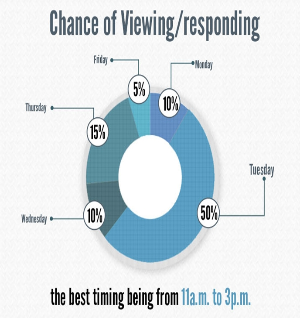 Chance of Viewing/responding
Friday
Monday
5%
10%
Thursday
15%
Tuesday
50%
Wednesday
10%
the best timing being from 11a.m. to 3p.m.